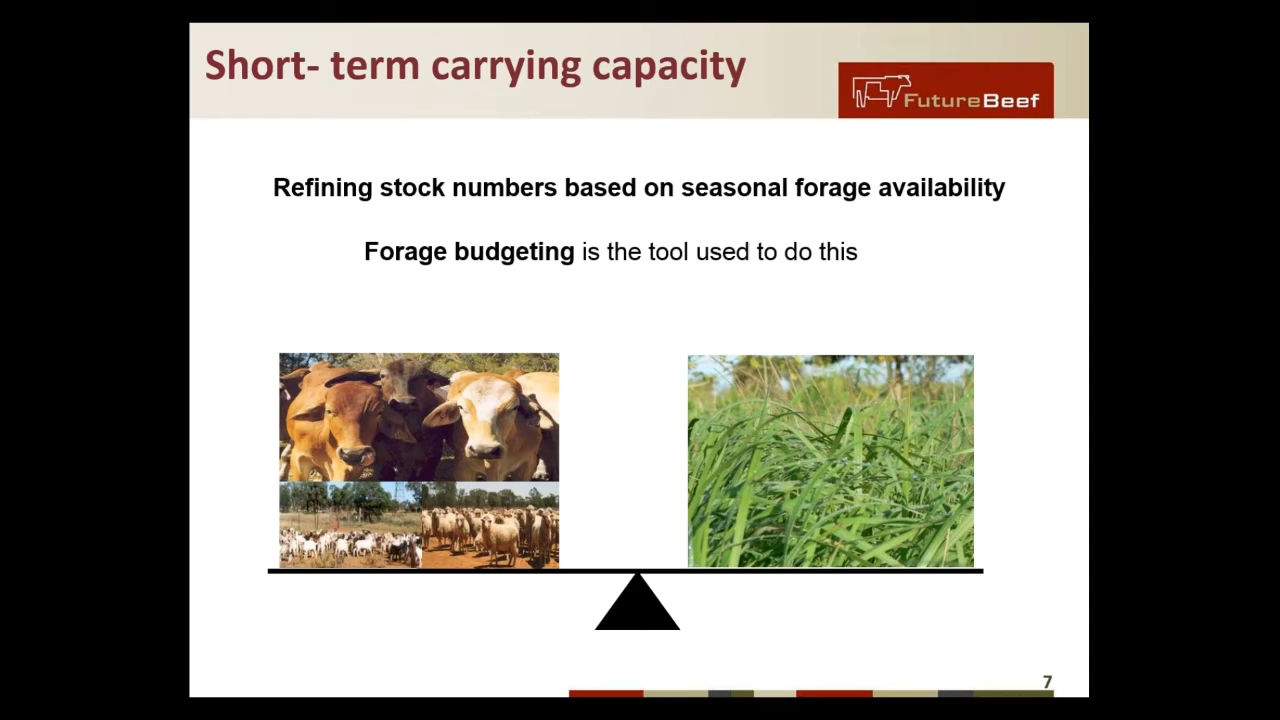 Short- term carrying capacity
FutureBeef
Refining stock numbers based on seasonal forage availability
Forage budgeting is the tool used to do this
7